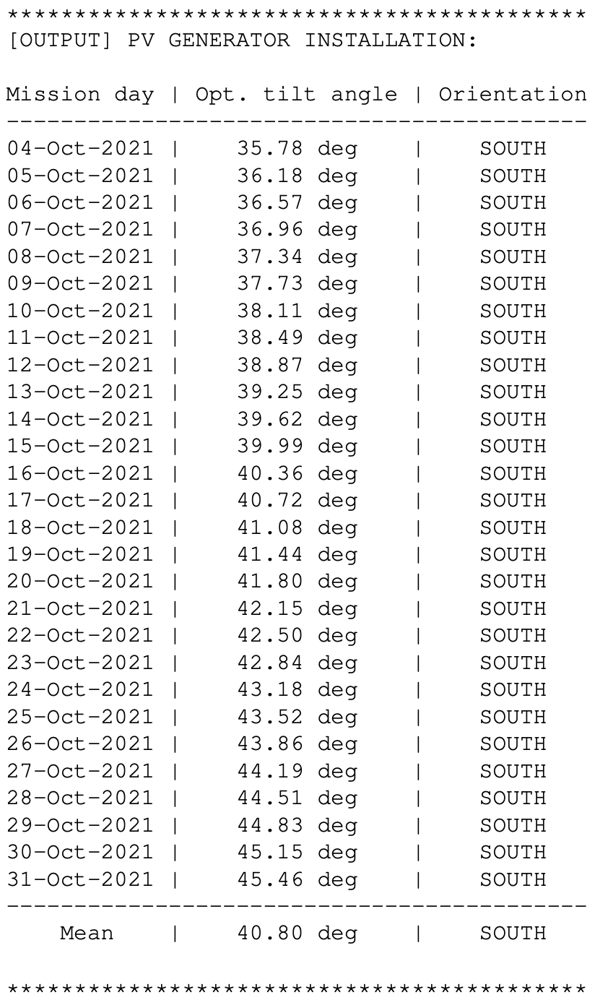 *******************************************
[OUTPUT] PV GENERATOR INSTALLATION:
Mission day | Opt. tilt angle | Orientation
-------------------------------------------
04-Oct-2021 |    35.78 deg    |    SOUTH
05-Oct-2021 |    36.18 deg    |    SOUTH
06-Oct-2021 |    36.57 deg    |    SOUTH
07-Oct-2021 |    36.96 deg    |    SOUTH
08-Oct-2021 |    37.34 deg    |    SOUTH
09-Oct-2021 |    37.73 deg    |    SOUTH
10-Oct-2021 |    38.11 deg    |    SOUTH
11-Oct-2021 |    38.49 deg    |    SOUTH
12-Oct-2021 |    38.87 deg    |    SOUTH
13-Oct-2021 |    39.25 deg    |    SOUTH
14-Oct-2021 |    39.62 deg    |    SOUTH
15-Oct-2021 |    39.99 deg    |    SOUTH
16-Oct-2021 |    40.36 deg    |    SOUTH
17-Oct-2021 |    40.72 deg    |    SOUTH
18-Oct-2021 |    41.08 deg    |    SOUTH
19-Oct-2021 |    41.44 deg    |    SOUTH
20-Oct-2021 |    41.80 deg    |    SOUTH
21-Oct-2021 |    42.15 deg    |    SOUTH
22-Oct-2021 |    42.50 deg    |    SOUTH
23-Oct-2021 |    42.84 deg    |    SOUTH
24-Oct-2021 |    43.18 deg    |    SOUTH
25-Oct-2021 |    43.52 deg    |    SOUTH
26-Oct-2021 |    43.86 deg    |    SOUTH
27-Oct-2021 |    44.19 deg    |    SOUTH
28-Oct-2021 |    44.51 deg    |    SOUTH
29-Oct-2021 |    44.83 deg    |    SOUTH
30-Oct-2021 |    45.15 deg    |    SOUTH
31-Oct-2021 |    45.46 deg    |    SOUTH
-------------------------------------------
    Mean    |    40.80 deg    |    SOUTH
*******************************************